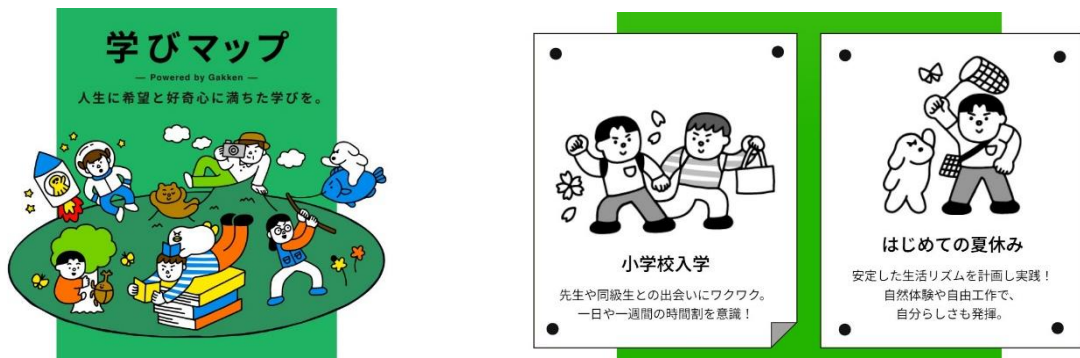 学びマップ
— Powered by Gakken —
人生に希望と好奇心に満ちた学びを。
小学校入学
先生や同級生との出会いにワクワク。
一日や一週間の時間割を意識！
はじめての夏休み
安定した生活リズムを計画し実践！
自然体験や自由工作で、
自分らしさも発揮。